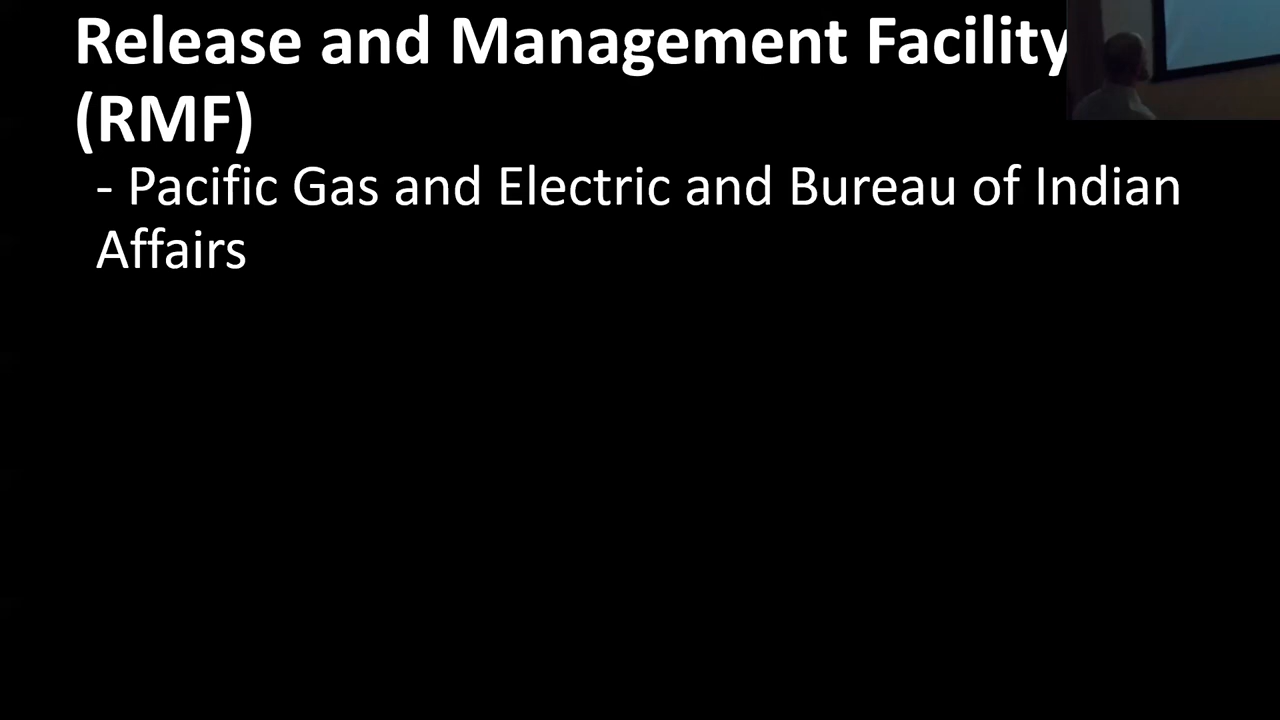 Release and Management Facility
(RMF)
- Pacific Gas and Electric and Bureau of Indian
Affairs